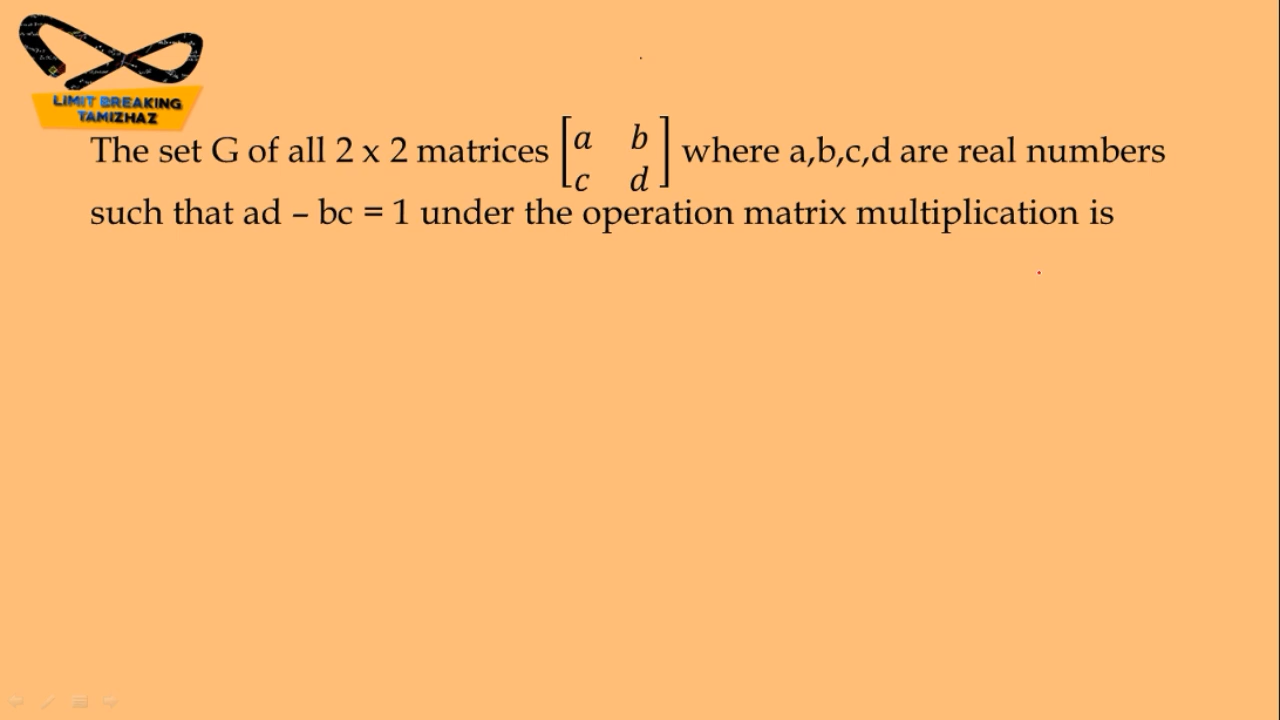 LIMIT BREAKING
TAMIZHAZ
The set G of all 2 x 2 matrices [a b
c d] where a,b,c,d are real numbers
such that ad – bc = 1 under the operation matrix multiplication is